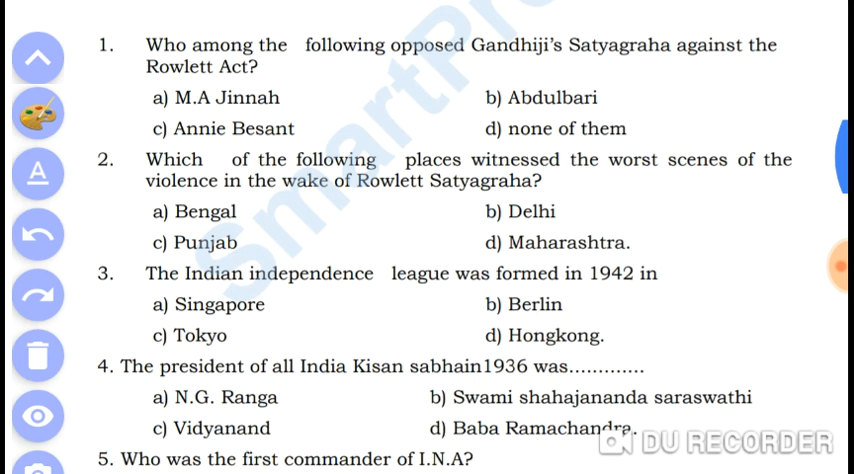 1. Who among the following opposed Gandhiji's Satyagraha against the
Rowlett Act?
a) M.A Jinnah b) Abdulbari
c) Annie Besant d) none of them
2. Which of the following places witnessed the worst scenes of the
violence in the wake of Rowlett Satyagraha?
a) Bengal b) Delhi
c) Punjab d) Maharashtra.
3. The Indian independence league was formed in 1942 in
a) Singapore b) Berlin
c) Tokyo d) Hongkong.
4. The president of all India Kisan sabhain1936 was.............
a) N.G. Ranga b) Swami shahajananda saraswathi
c) Vidyanand d) Baba Ramachandra.
DU RECORDER
5. Who was the first commander of I.N.A?
A